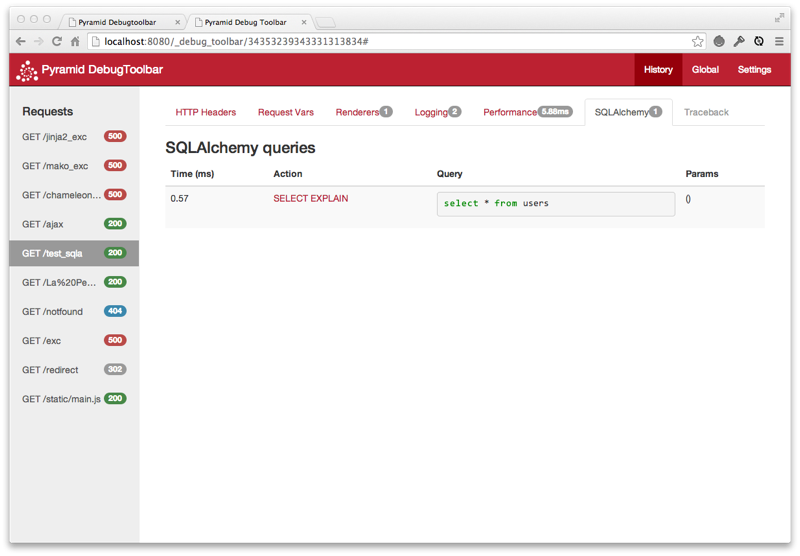 Pyramid Debugtoolbar
Pyramid Debug Toolbar
localhost:8080/_debug_toolbar/34353239343331313834#
Pyramid DebugToolbar
History
Global
Settings
Requests
GET /jinja2_exc 500
GET /mako_exc 500
GET /chameleon... 500
GET /ajax 200
GET /test_sqla 200
GET /La%20Pe... 200
GET /notfound 404
GET /exc 500
GET /redirect 302
GET /static/main.js 200
HTTP Headers
Request Vars
Renderers 1
Logging 2
Performance 5.88ms
SQLAlchemy 1
Traceback
SQLAlchemy queries
Time (ms) Action Query Params
0.57 SELECT EXPLAIN select * from users ()